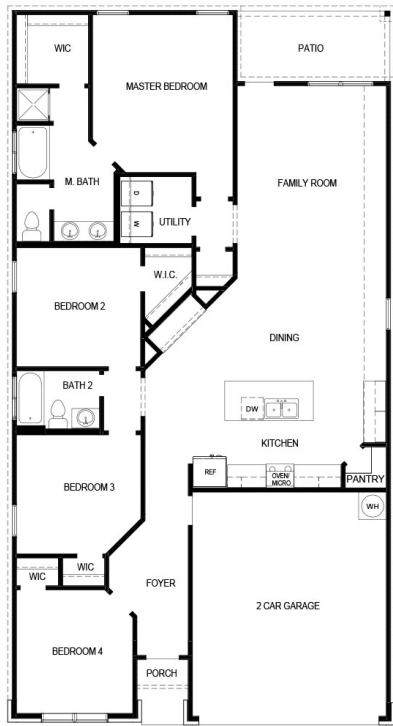 WIC
PATIO
MASTER BEDROOM
M. BATH
FAMILY ROOM
D
W
UTILITY
W.I.C.
BEDROOM 2
DINING
BATH 2
DW
KITCHEN
REF
OVEN/
MICRO
PANTRY
BEDROOM 3
WH
WIC
WIC
FOYER
2 CAR GARAGE
BEDROOM 4
PORCH